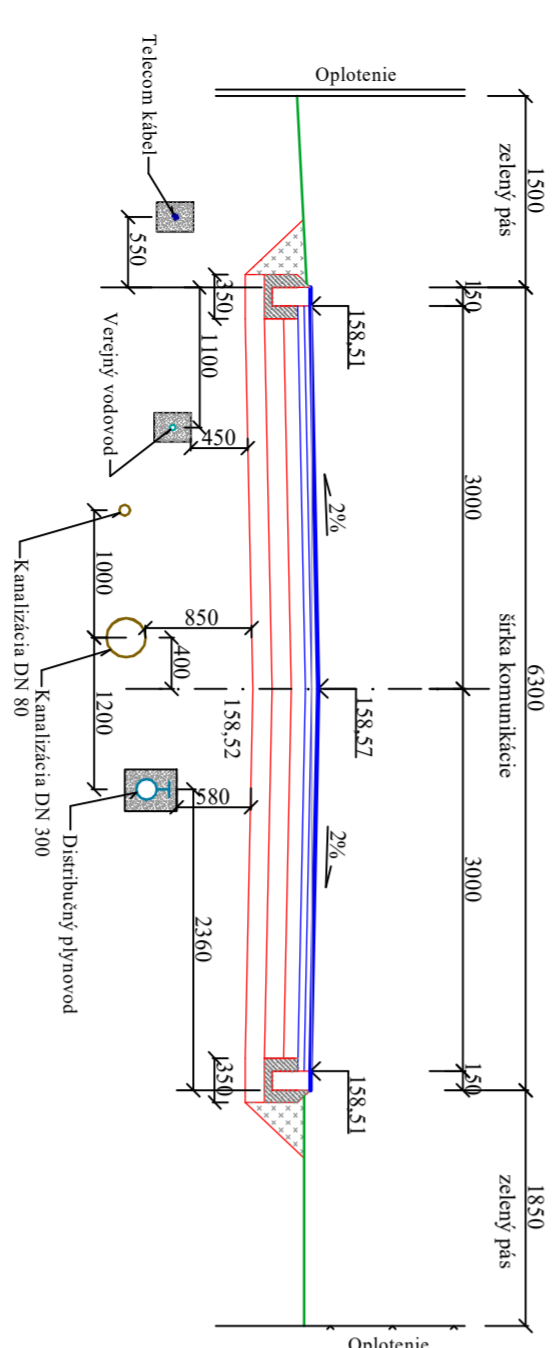 Oplotenie
1500
zelený pás
6300
šírka komunikácie
1850
zelený pás
150
3000
3000
150
158,51
158,57
158,51
2%
2%
350
350
158,52
550
1100
450
850
400
580
2360
1000
1200
Telecom kábel
Verejný vodovod
Kanalizácia DN 80
Kanalizácia DN 300
Distribučný plynovod
Oplotenie